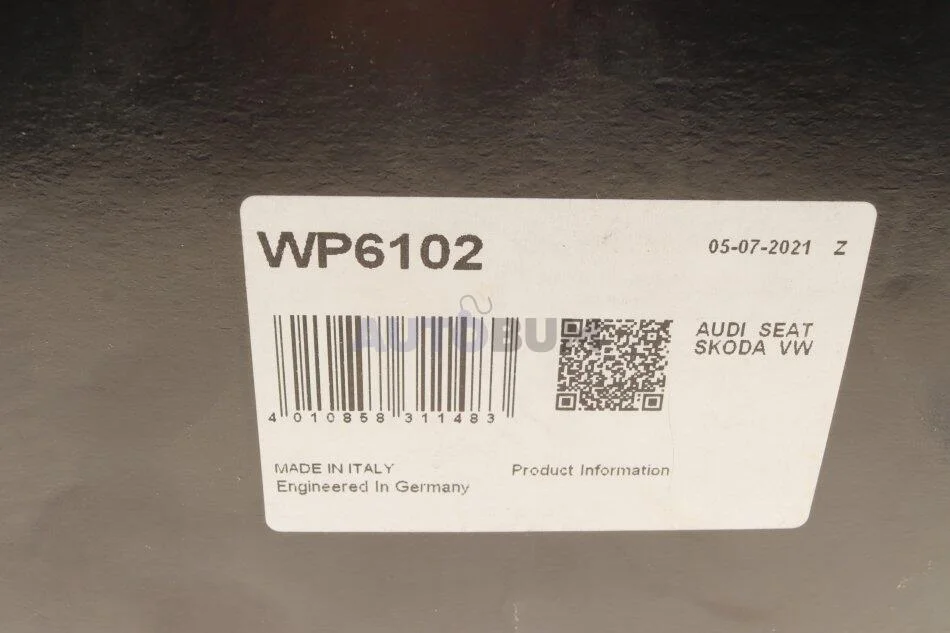 WP6102
05-07-2021 Z
AUTOBUM
AUDI SEAT
SKODA VW
4 010858 311483
MADE IN ITALY
Engineered In Germany
Product Information